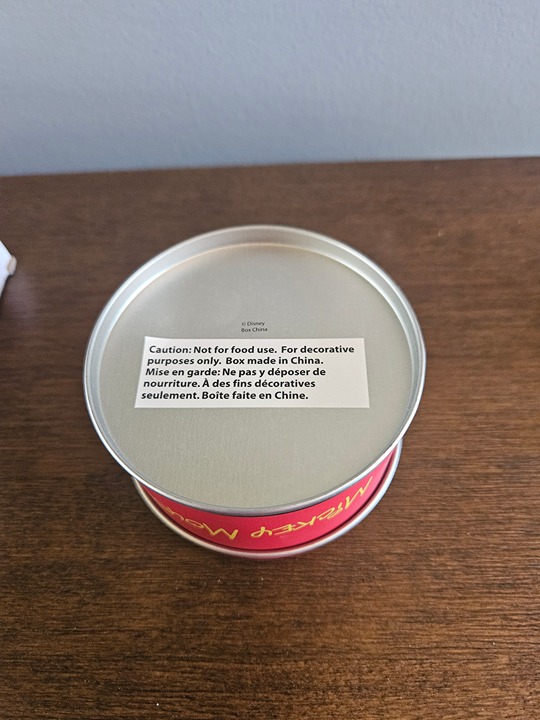 © Disney
Box China
Caution: Not for food use. For decorative
purposes only. Box made in China.
Mise en garde: Ne pas y déposer de
nourriture. À des fins décoratives
seulement. Boîte faite en Chine.
Mickey Mou